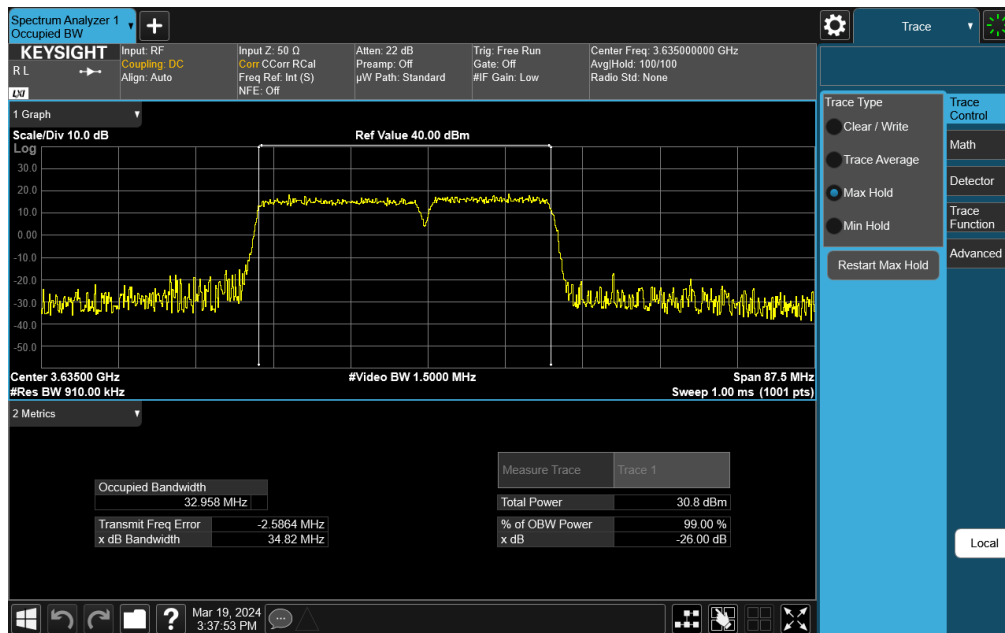 Spectrum Analyzer 1
Occupied BW
+
Trace
KEYSIGHT
R L
LXI
Input: RF
Coupling: DC
Align: Auto
Input Z: 50 Ω
Corr CCorr RCal
Freq Ref: Int (S)
NFE: Off
Atten: 22 dB
Preamp: Off
µW Path: Standard
Trig: Free Run
Gate: Off
#IF Gain: Low
Center Freq: 3.635000000 GHz
Avg|Hold: 100/100
Radio Std: None
1 Graph
Scale/Div 10.0 dB
Ref Value 40.00 dBm
Log
30.0
20.0
10.0
0.00
-10.0
-20.0
-30.0
-40.0
-50.0
Center 3.63500 GHz
#Video BW 1.5000 MHz
Span 87.5 MHz
#Res BW 910.00 kHz
Sweep 1.00 ms (1001 pts)
2 Metrics
Occupied Bandwidth
32.958 MHz
Transmit Freq Error -2.5864 MHz
x dB Bandwidth 34.82 MHz
Measure Trace Trace 1
Total Power 30.8 dBm
% of OBW Power 99.00 %
x dB -26.00 dB
Trace Type
Clear / Write
Trace Average
Max Hold
Min Hold
Restart Max Hold
Trace
Control
Math
Detector
Trace
Function
Advanced
Local
?
Mar 19, 2024
3:37:53 PM